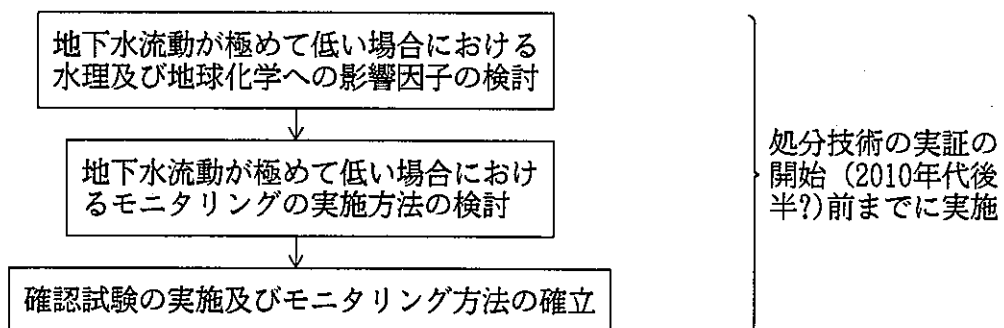 地下水流動が極めて低い場合における
水理及び地球化学への影響因子の検討
地下水流動が極めて低い場合におけ
るモニタリングの実施方法の検討
確認試験の実施及びモニタリング方法の確立
処分技術の実証の
開始（2010年代後
半?）前までに実施